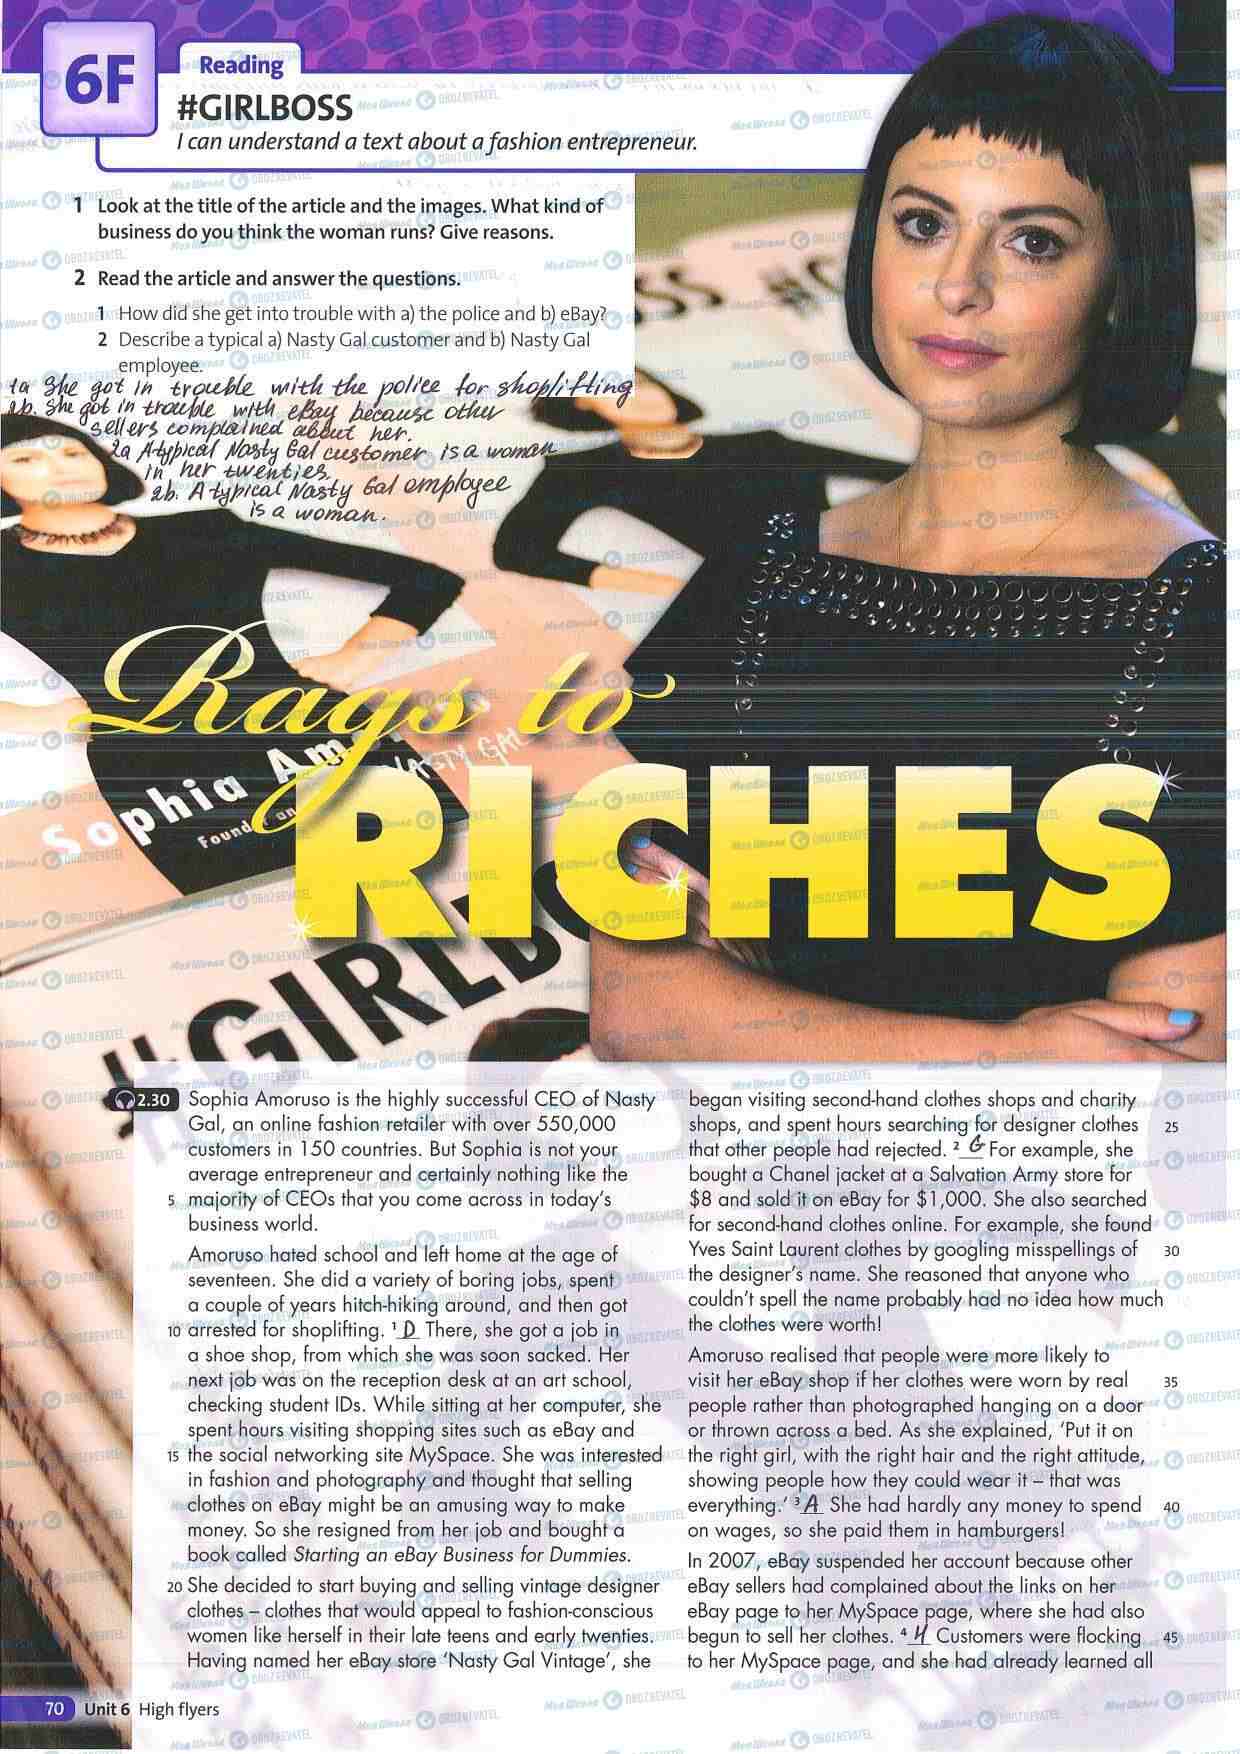 6F
Reading
#GIRLBOSS
I can understand a text about a fashion entrepreneur.
1 Look at the title of the article and the images. What kind of
business do you think the woman runs? Give reasons.
2 Read the article and answer the questions.
1 How did she get into trouble with a) the police and b) eBay?
2 Describe a typical a) Nasty Gal customer and b) Nasty Gal
employee.
1a She got in trouble with the police for shoplifting
2b. She got in trouble with eBay because other
sellers complained about her.
2a A typical Nasty Gal customer is a woman
in her twenties.
2b. A typical Nasty Gal employee
is a woman.
Rags to
RICHES
Sophia Am
Found
NASTY GAL
#GIRLBO
2.30 Sophia Amoruso is the highly successful CEO of Nasty
Gal, an online fashion retailer with over 550,000
customers in 150 countries. But Sophia is not your
average entrepreneur and certainly nothing like the
5 majority of CEOs that you come across in today's
business world.
Amoruso hated school and left home at the age of
seventeen. She did a variety of boring jobs, spent
a couple of years hitch-hiking around, and then got
10 arrested for shoplifting. ¹ D There, she got a job in
a shoe shop, from which she was soon sacked. Her
next job was on the reception desk at an art school,
checking student IDs. While sitting at her computer, she
spent hours visiting shopping sites such as eBay and
15 the social networking site MySpace. She was interested
in fashion and photography and thought that selling
clothes on eBay might be an amusing way to make
money. So she resigned from her job and bought a
book called Starting an eBay Business for Dummies.
20 She decided to start buying and selling vintage designer
clothes – clothes that would appeal to fashion-conscious
women like herself in their late teens and early twenties.
Having named her eBay store 'Nasty Gal Vintage', she
began visiting second-hand clothes shops and charity
shops, and spent hours searching for designer clothes 25
that other people had rejected. ² G For example, she
bought a Chanel jacket at a Salvation Army store for
$8 and sold it on eBay for $1,000. She also searched
for second-hand clothes online. For example, she found
Yves Saint Laurent clothes by googling misspellings of 30
the designer's name. She reasoned that anyone who
couldn't spell the name probably had no idea how much
the clothes were worth!
Amoruso realised that people were more likely to
visit her eBay shop if her clothes were worn by real 35
people rather than photographed hanging on a door
or thrown across a bed. As she explained, 'Put it on
the right girl, with the right hair and the right attitude,
showing people how they could wear it – that was
everything.' ³ A She had hardly any money to spend 40
on wages, so she paid them in hamburgers!
In 2007, eBay suspended her account because other
eBay sellers had complained about the links on her
eBay page to her MySpace page, where she had also
begun to sell her clothes. ⁴ H Customers were flocking 45
to her MySpace page, and she had already learned all
70 Unit 6 High flyers